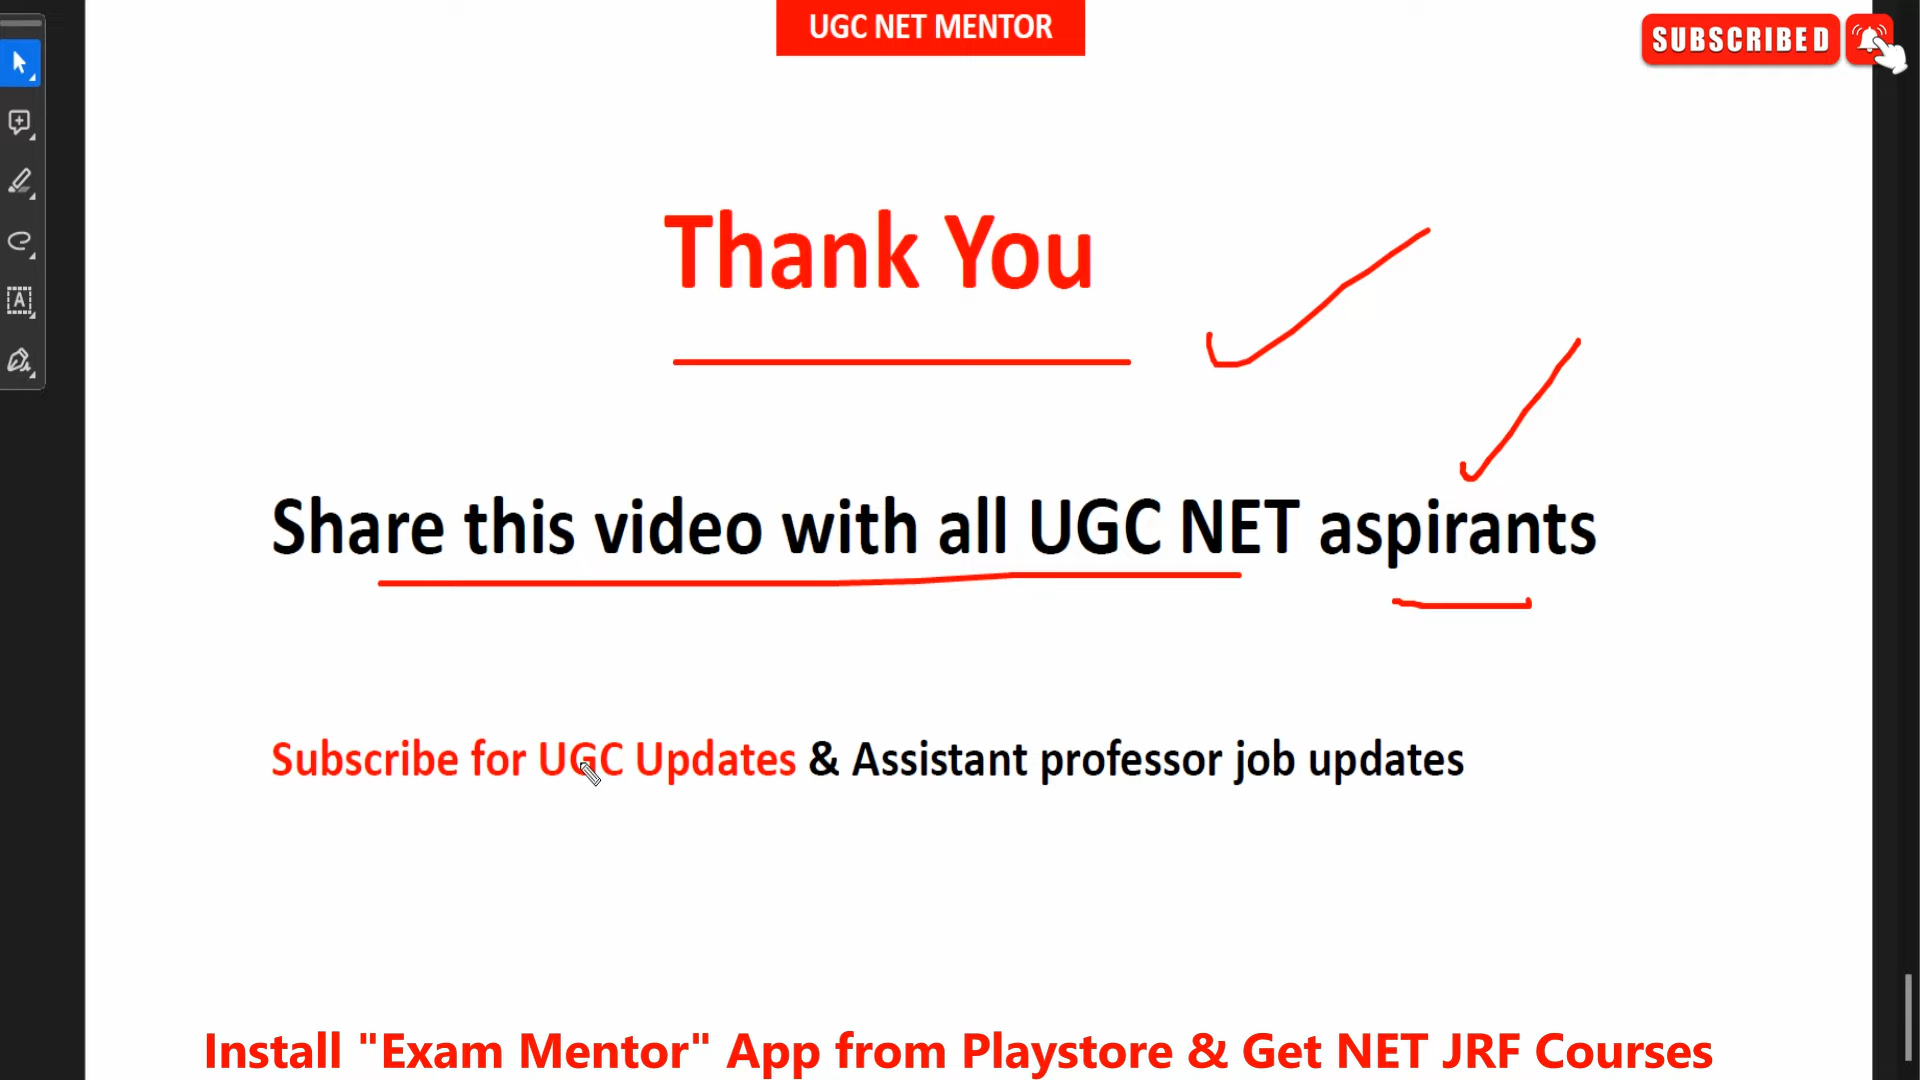 UGC NET MENTOR
SUBSCRIBED
Thank You
Share this video with all UGC NET aspirants
Subscribe for UGC Updates & Assistant professor job updates
Install "Exam Mentor" App from Playstore & Get NET JRF Courses